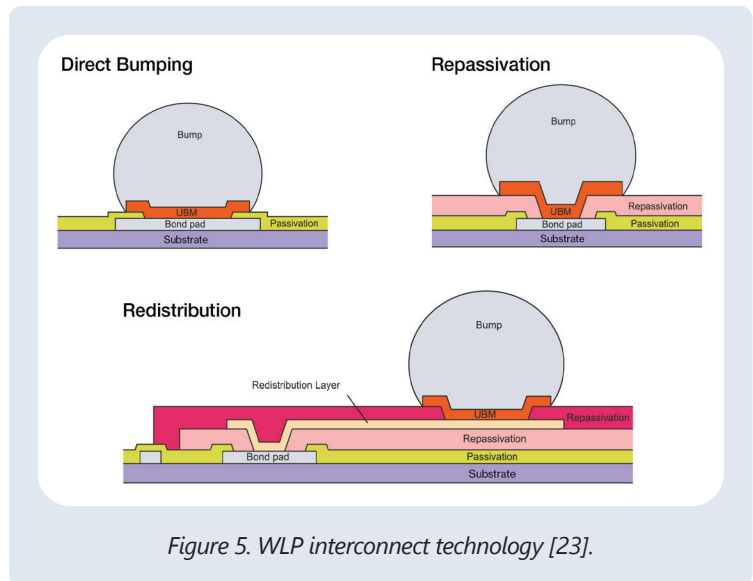 Direct Bumping
Bump
UBM
Bond pad
Passivation
Substrate
Repassivation
Bump
Repassivation
UBM
Bond pad
Passivation
Substrate
Redistribution
Bump
Redistribution Layer
UBM
Repassivation
Repassivation
Bond pad
Passivation
Substrate
Figure 5. WLP interconnect technology [23].